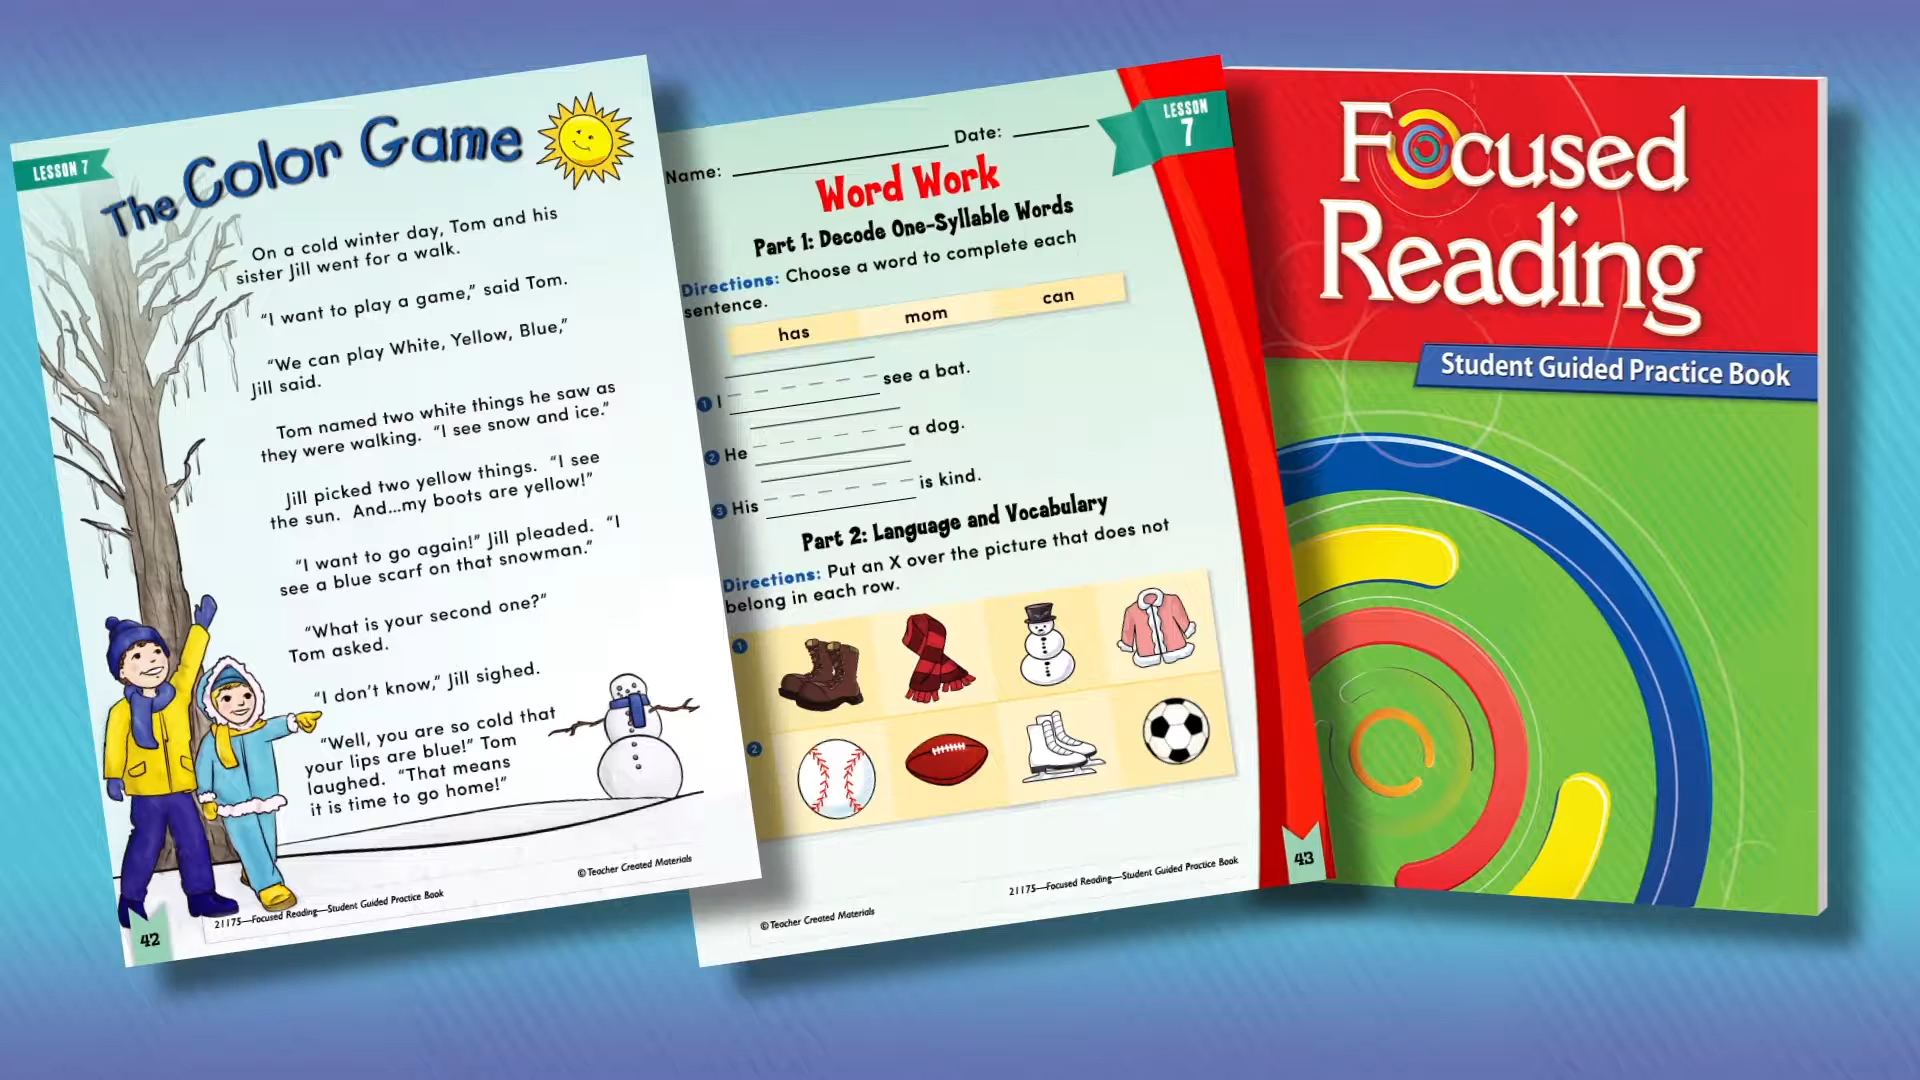 LESSON 7
The Color Game
On a cold winter day, Tom and his
sister Jill went for a walk.
"I want to play a game," said Tom.
"We can play White, Yellow, Blue,"
Jill said.
Tom named two white things he saw as
they were walking. "I see snow and ice."
Jill picked two yellow things. "I see
the sun. And...my boots are yellow!"
"I want to go again!" Jill pleaded. "I
see a blue scarf on that snowman."
"What is your second one?"
Tom asked.
"I don't know," Jill sighed.
"Well, you are so cold that
your lips are blue!" Tom
laughed. "That means
it is time to go home!"
© Teacher Created Materials
21175—Focused Reading—Student Guided Practice Book
42
LESSON
7
Name: Date:
Word Work
Part 1: Decode One-Syllable Words
Directions: Choose a word to complete each
sentence.
has mom can
1 I see a bat.
2 He a dog.
3 His is kind.
Part 2: Language and Vocabulary
Directions: Put an X over the picture that does not
belong in each row.
1
2
43
21175—Focused Reading—Student Guided Practice Book
© Teacher Created Materials
Focused
Reading
Student Guided Practice Book